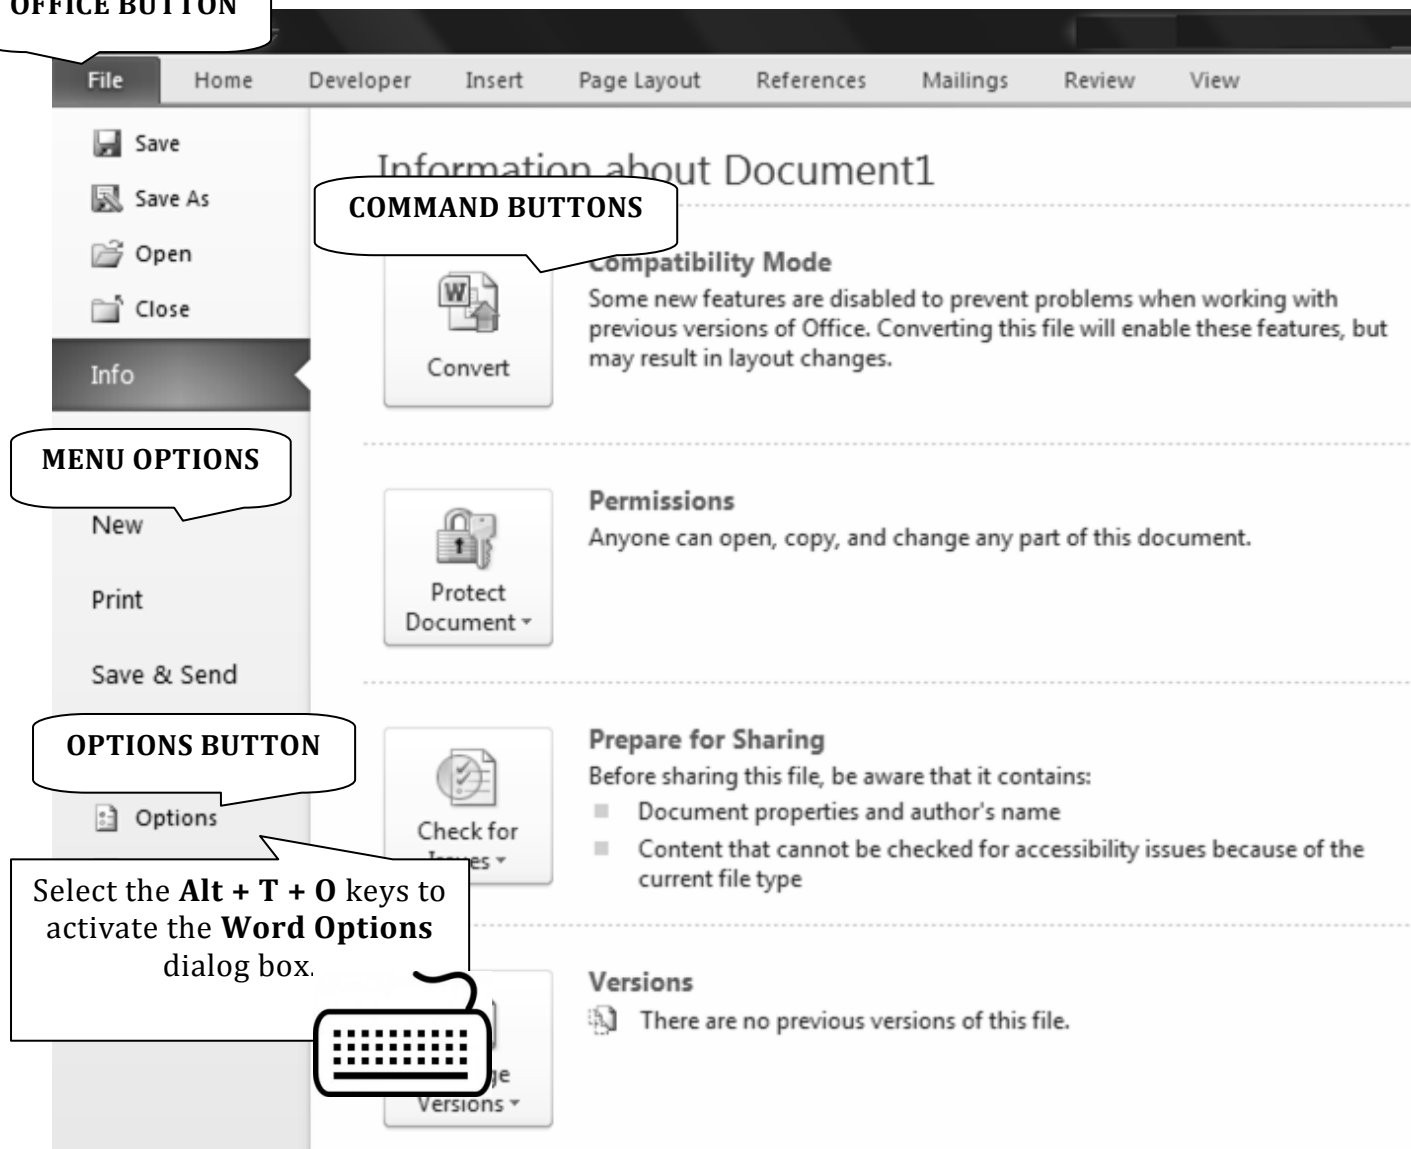 OFFICE BUTTON
File Home Developer Insert Page Layout References Mailings Review View
Save
Save As
Open
Close
Info
MENU OPTIONS
New
Print
Save & Send
OPTIONS BUTTON
Options
Select the Alt + T + O keys to
activate the Word Options
dialog box.
Information about Document1
COMMAND BUTTONS
Convert
Compatibility Mode
Some new features are disabled to prevent problems when working with
previous versions of Office. Converting this file will enable these features, but
may result in layout changes.
Protect
Document
Permissions
Anyone can open, copy, and change any part of this document.
Check for
Issues
Prepare for Sharing
Before sharing this file, be aware that it contains:
Document properties and author's name
Content that cannot be checked for accessibility issues because of the
current file type
Versions
Versions
There are no previous versions of this file.